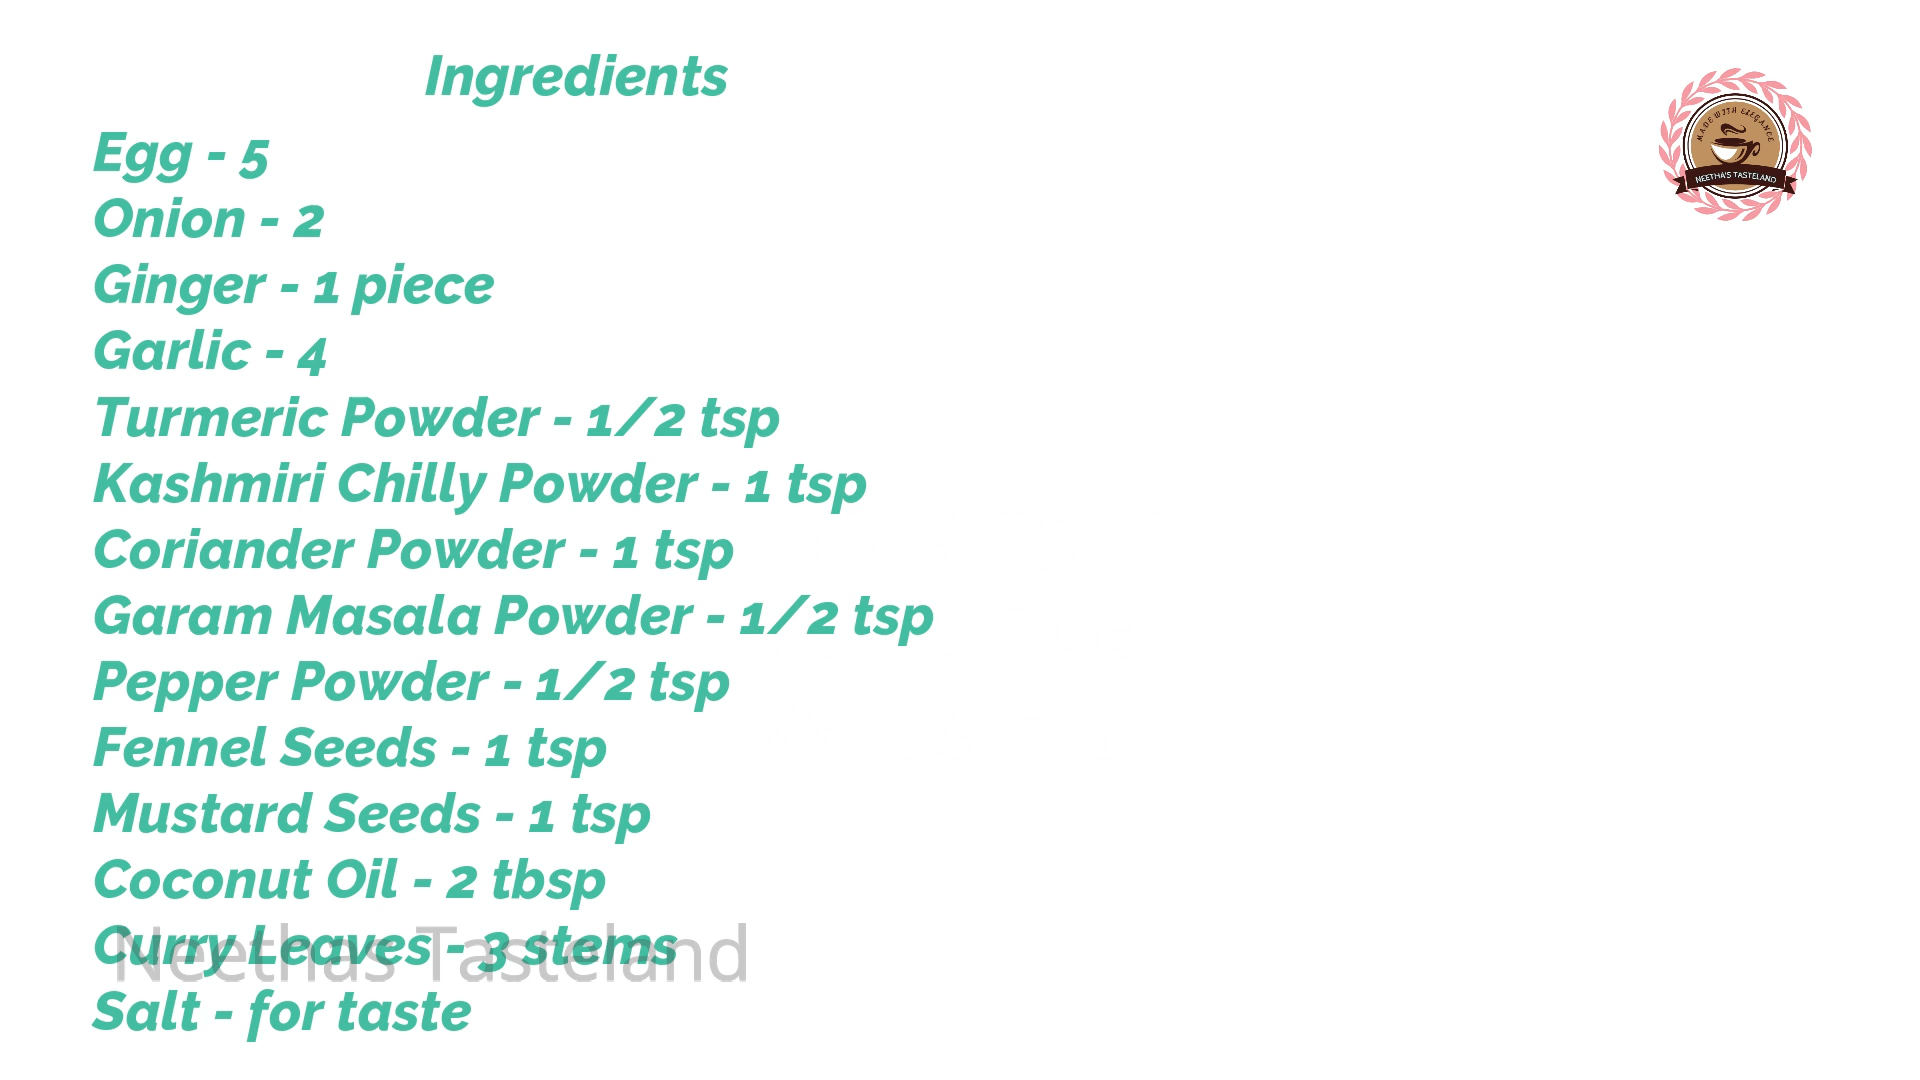 Ingredients
MADE WITH ELEGANCE
NEETHA'S TASTELAND
Egg - 5
Onion - 2
Ginger - 1 piece
Garlic - 4
Turmeric Powder - 1/2 tsp
Kashmiri Chilly Powder - 1 tsp
Coriander Powder - 1 tsp
Garam Masala Powder - 1/2 tsp
Pepper Powder - 1/2 tsp
Fennel Seeds - 1 tsp
Mustard Seeds - 1 tsp
Coconut Oil - 2 tbsp
Curry Leaves - 3 stems
Neethas Tasteland
Salt - for taste